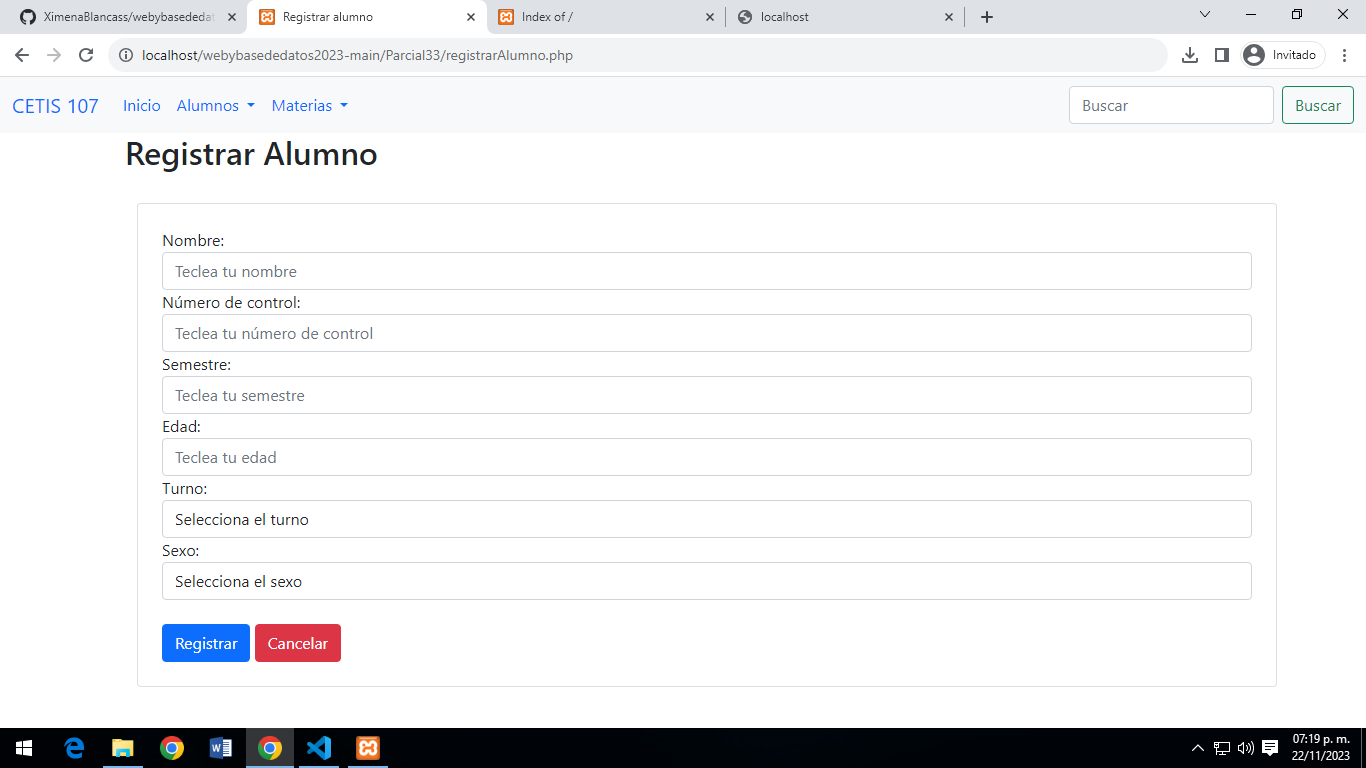 XimenaBlancass/webybasededat
Registrar alumno
Index of /
localhost
localhost/webybasededatos2023-main/Parcial33/registrarAlumno.php
Invitado
CETIS 107 Inicio Alumnos Materias Buscar Buscar
Registrar Alumno
Nombre:
Teclea tu nombre
Número de control:
Teclea tu número de control
Semestre:
Teclea tu semestre
Edad:
Teclea tu edad
Turno:
Selecciona el turno
Sexo:
Selecciona el sexo
Registrar Cancelar
07:19 p. m.
22/11/2023